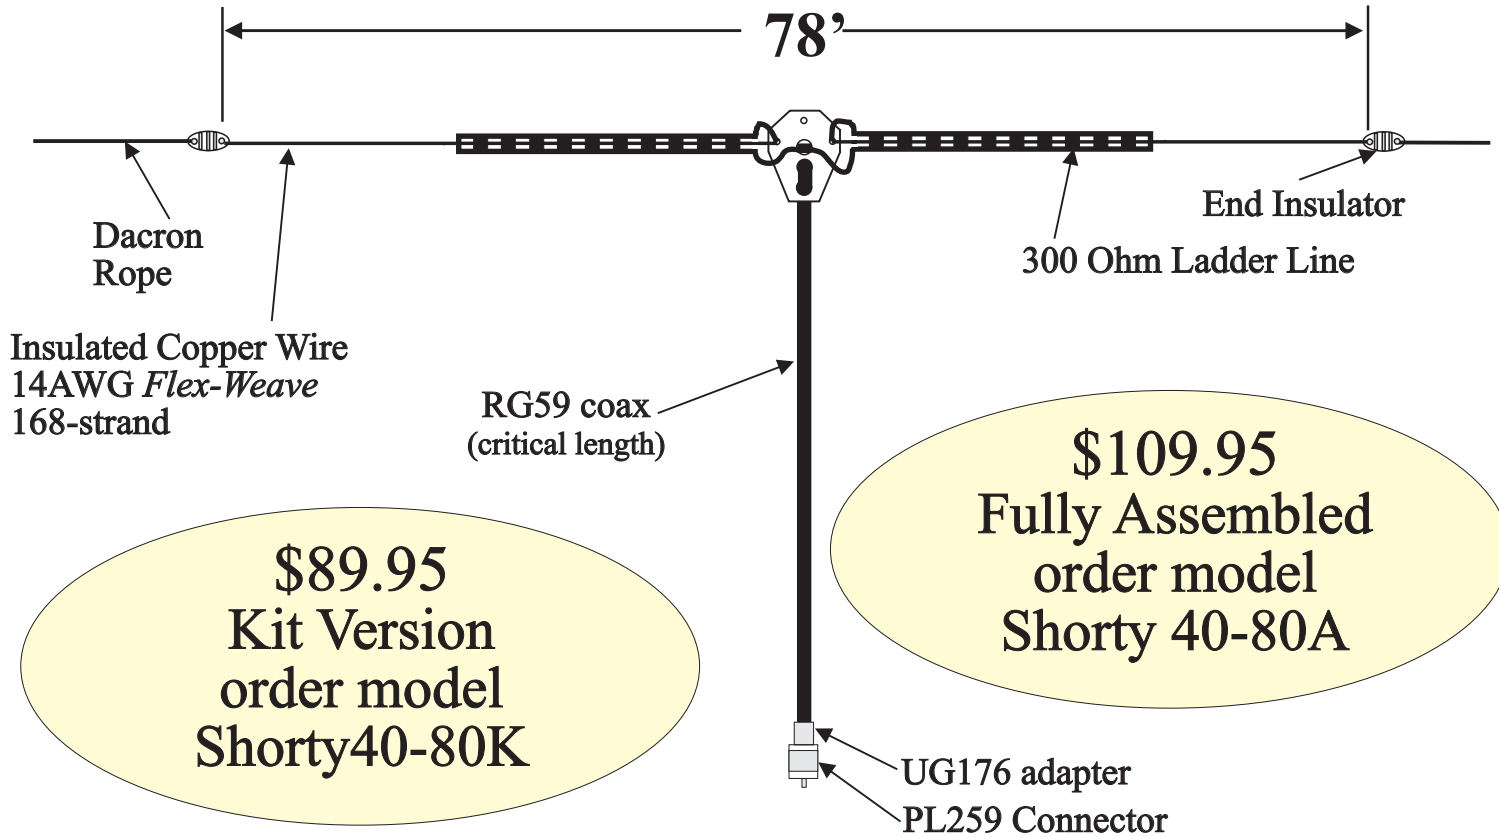 78’
Dacron
Rope
End Insulator
300 Ohm Ladder Line
Insulated Copper Wire
14AWG Flex-Weave
168-strand
RG59 coax
(critical length)
$109.95
Fully Assembled
order model
Shorty 40-80A
$89.95
Kit Version
order model
Shorty40-80K
UG176 adapter
PL259 Connector